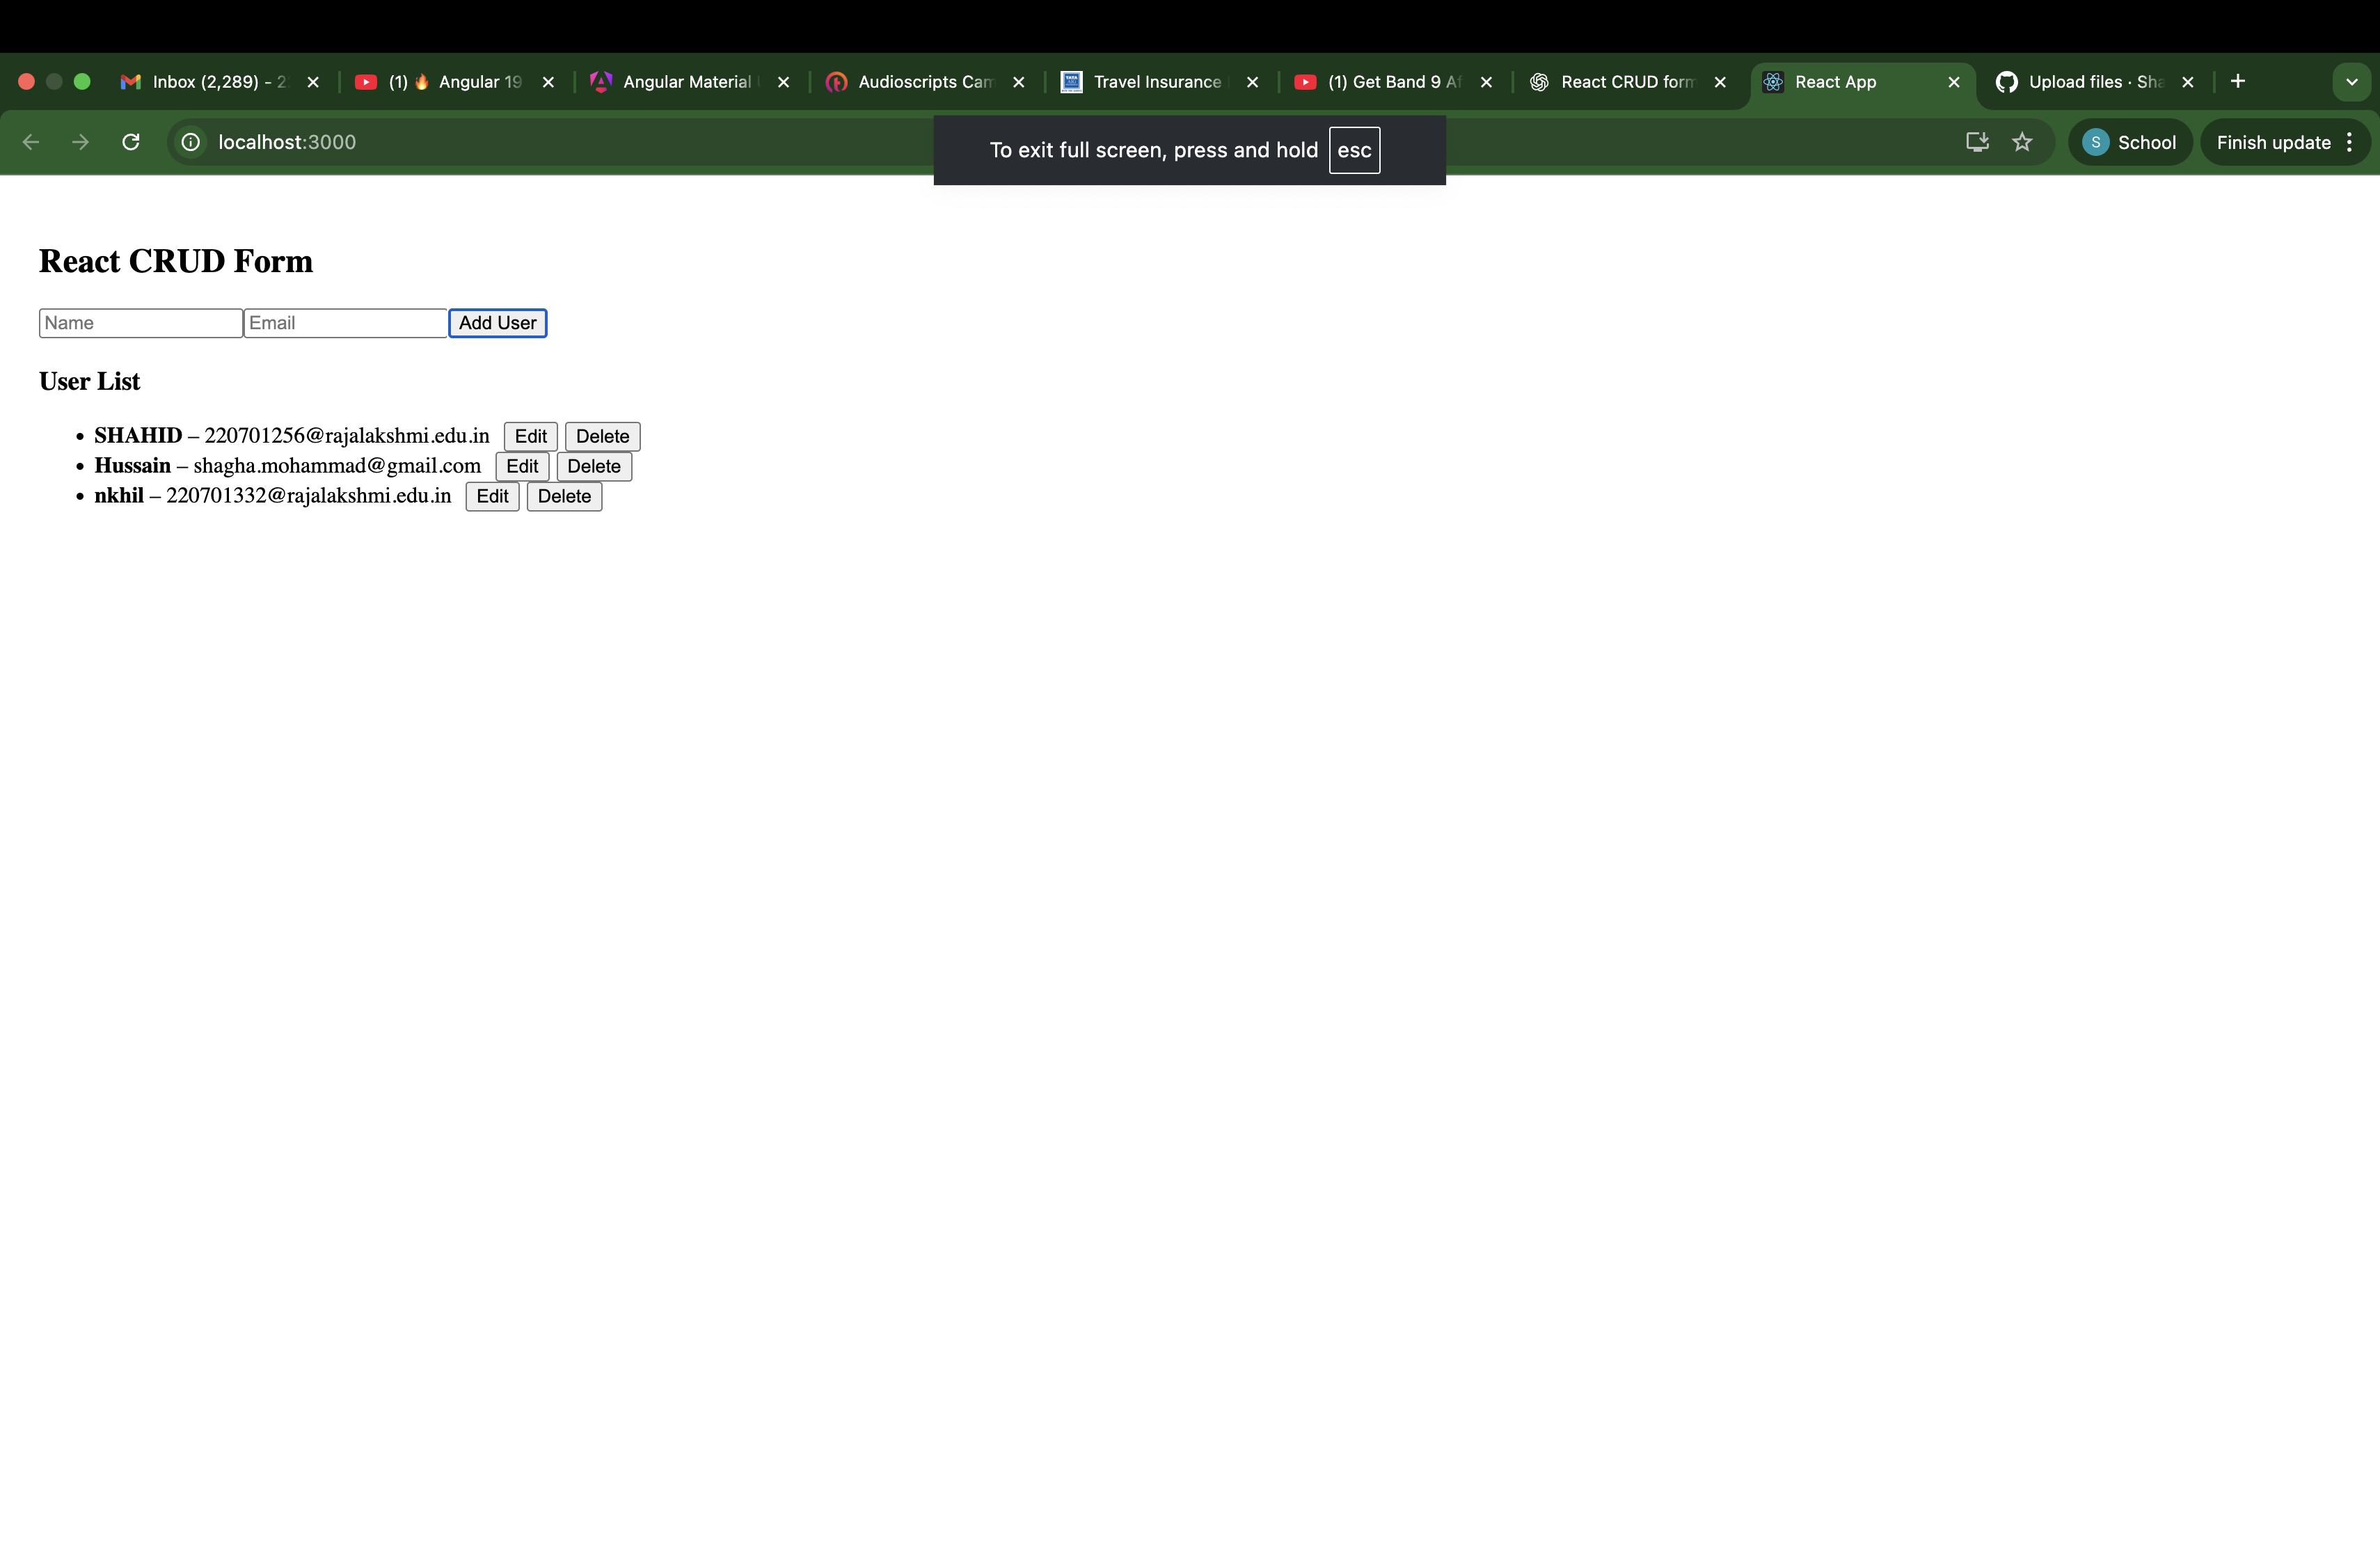 Inbox (2,289) - 2
(1) 🔥 Angular 19
Angular Material
Audioscripts Cam
Travel Insurance
(1) Get Band 9 Af
React CRUD form
React App
Upload files · Sha
localhost:3000
To exit full screen, press and hold esc
School
Finish update
React CRUD Form
Name Email Add User
User List
• SHAHID – 220701256@rajalakshmi.edu.in Edit Delete
• Hussain – shagha.mohammad@gmail.com Edit Delete
• nkhil – 220701332@rajalakshmi.edu.in Edit Delete